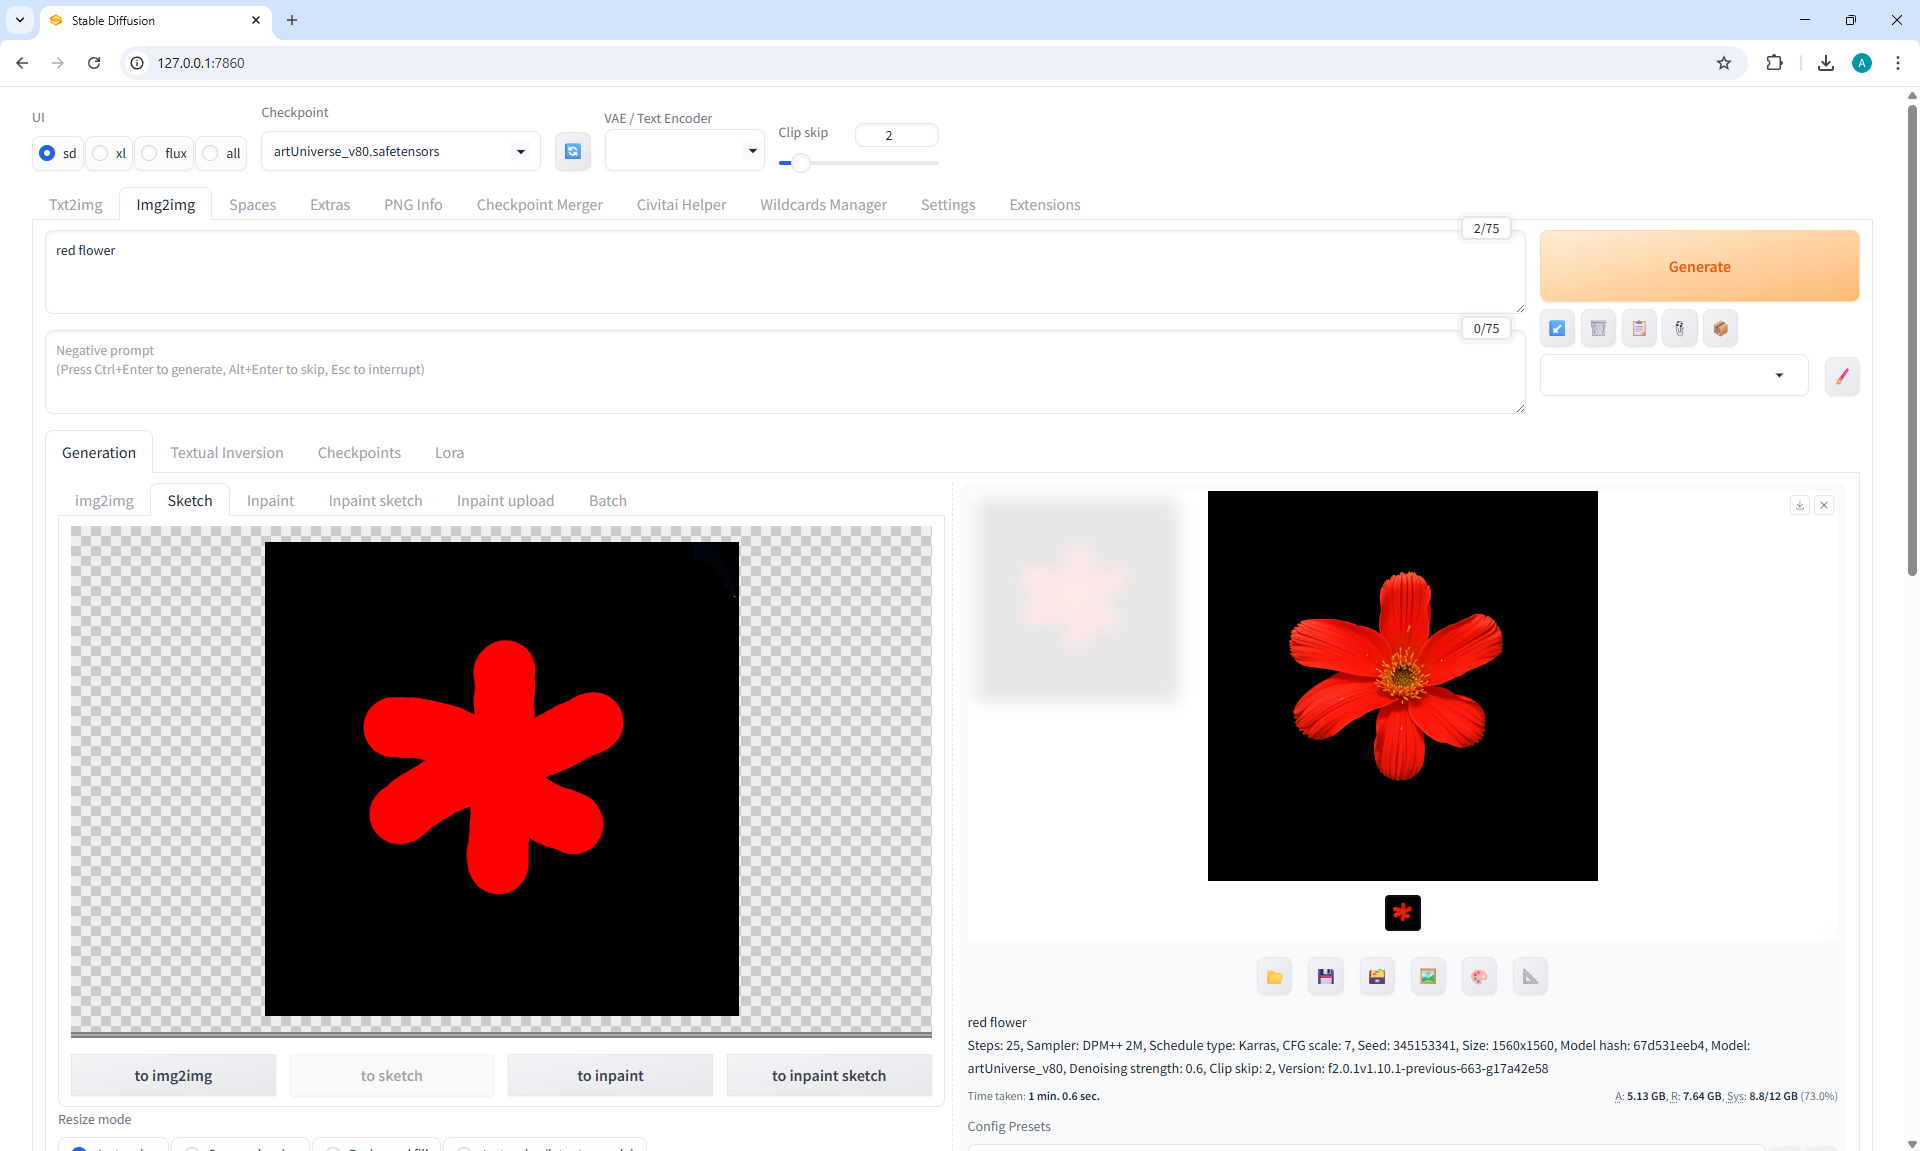 Stable Diffusion
127.0.0.1:7860
A
UI
Checkpoint
VAE / Text Encoder
Clip skip
2
sd
xl
flux
all
artUniverse_v80.safetensors
Txt2img
Img2img
Spaces
Extras
PNG Info
Checkpoint Merger
Civitai Helper
Wildcards Manager
Settings
Extensions
2/75
red flower
Generate
0/75
Negative prompt
(Press Ctrl+Enter to generate, Alt+Enter to skip, Esc to interrupt)
Generation
Textual Inversion
Checkpoints
Lora
img2img
Sketch
Inpaint
Inpaint sketch
Inpaint upload
Batch
to img2img
to sketch
to inpaint
to inpaint sketch
Resize mode
red flower
Steps: 25, Sampler: DPM++ 2M, Schedule type: Karras, CFG scale: 7, Seed: 345153341, Size: 1560x1560, Model hash: 67d531eeb4, Model:
artUniverse_v80, Denoising strength: 0.6, Clip skip: 2, Version: f2.0.1v1.10.1-previous-663-g17a42e58
Time taken: 1 min. 0.6 sec.
A: 5.13 GB, R: 7.64 GB, Sys: 8.8/12 GB (73.0%)
Config Presets